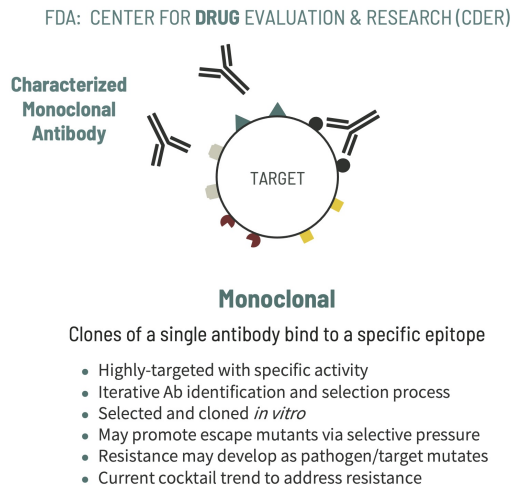 FDA: CENTER FOR DRUG EVALUATION & RESEARCH (CDER)
Characterized
Monoclonal
Antibody
TARGET
Monoclonal
Clones of a single antibody bind to a specific epitope
• Highly-targeted with specific activity
• Iterative Ab identification and selection process
• Selected and cloned in vitro
• May promote escape mutants via selective pressure
• Resistance may develop as pathogen/target mutates
• Current cocktail trend to address resistance